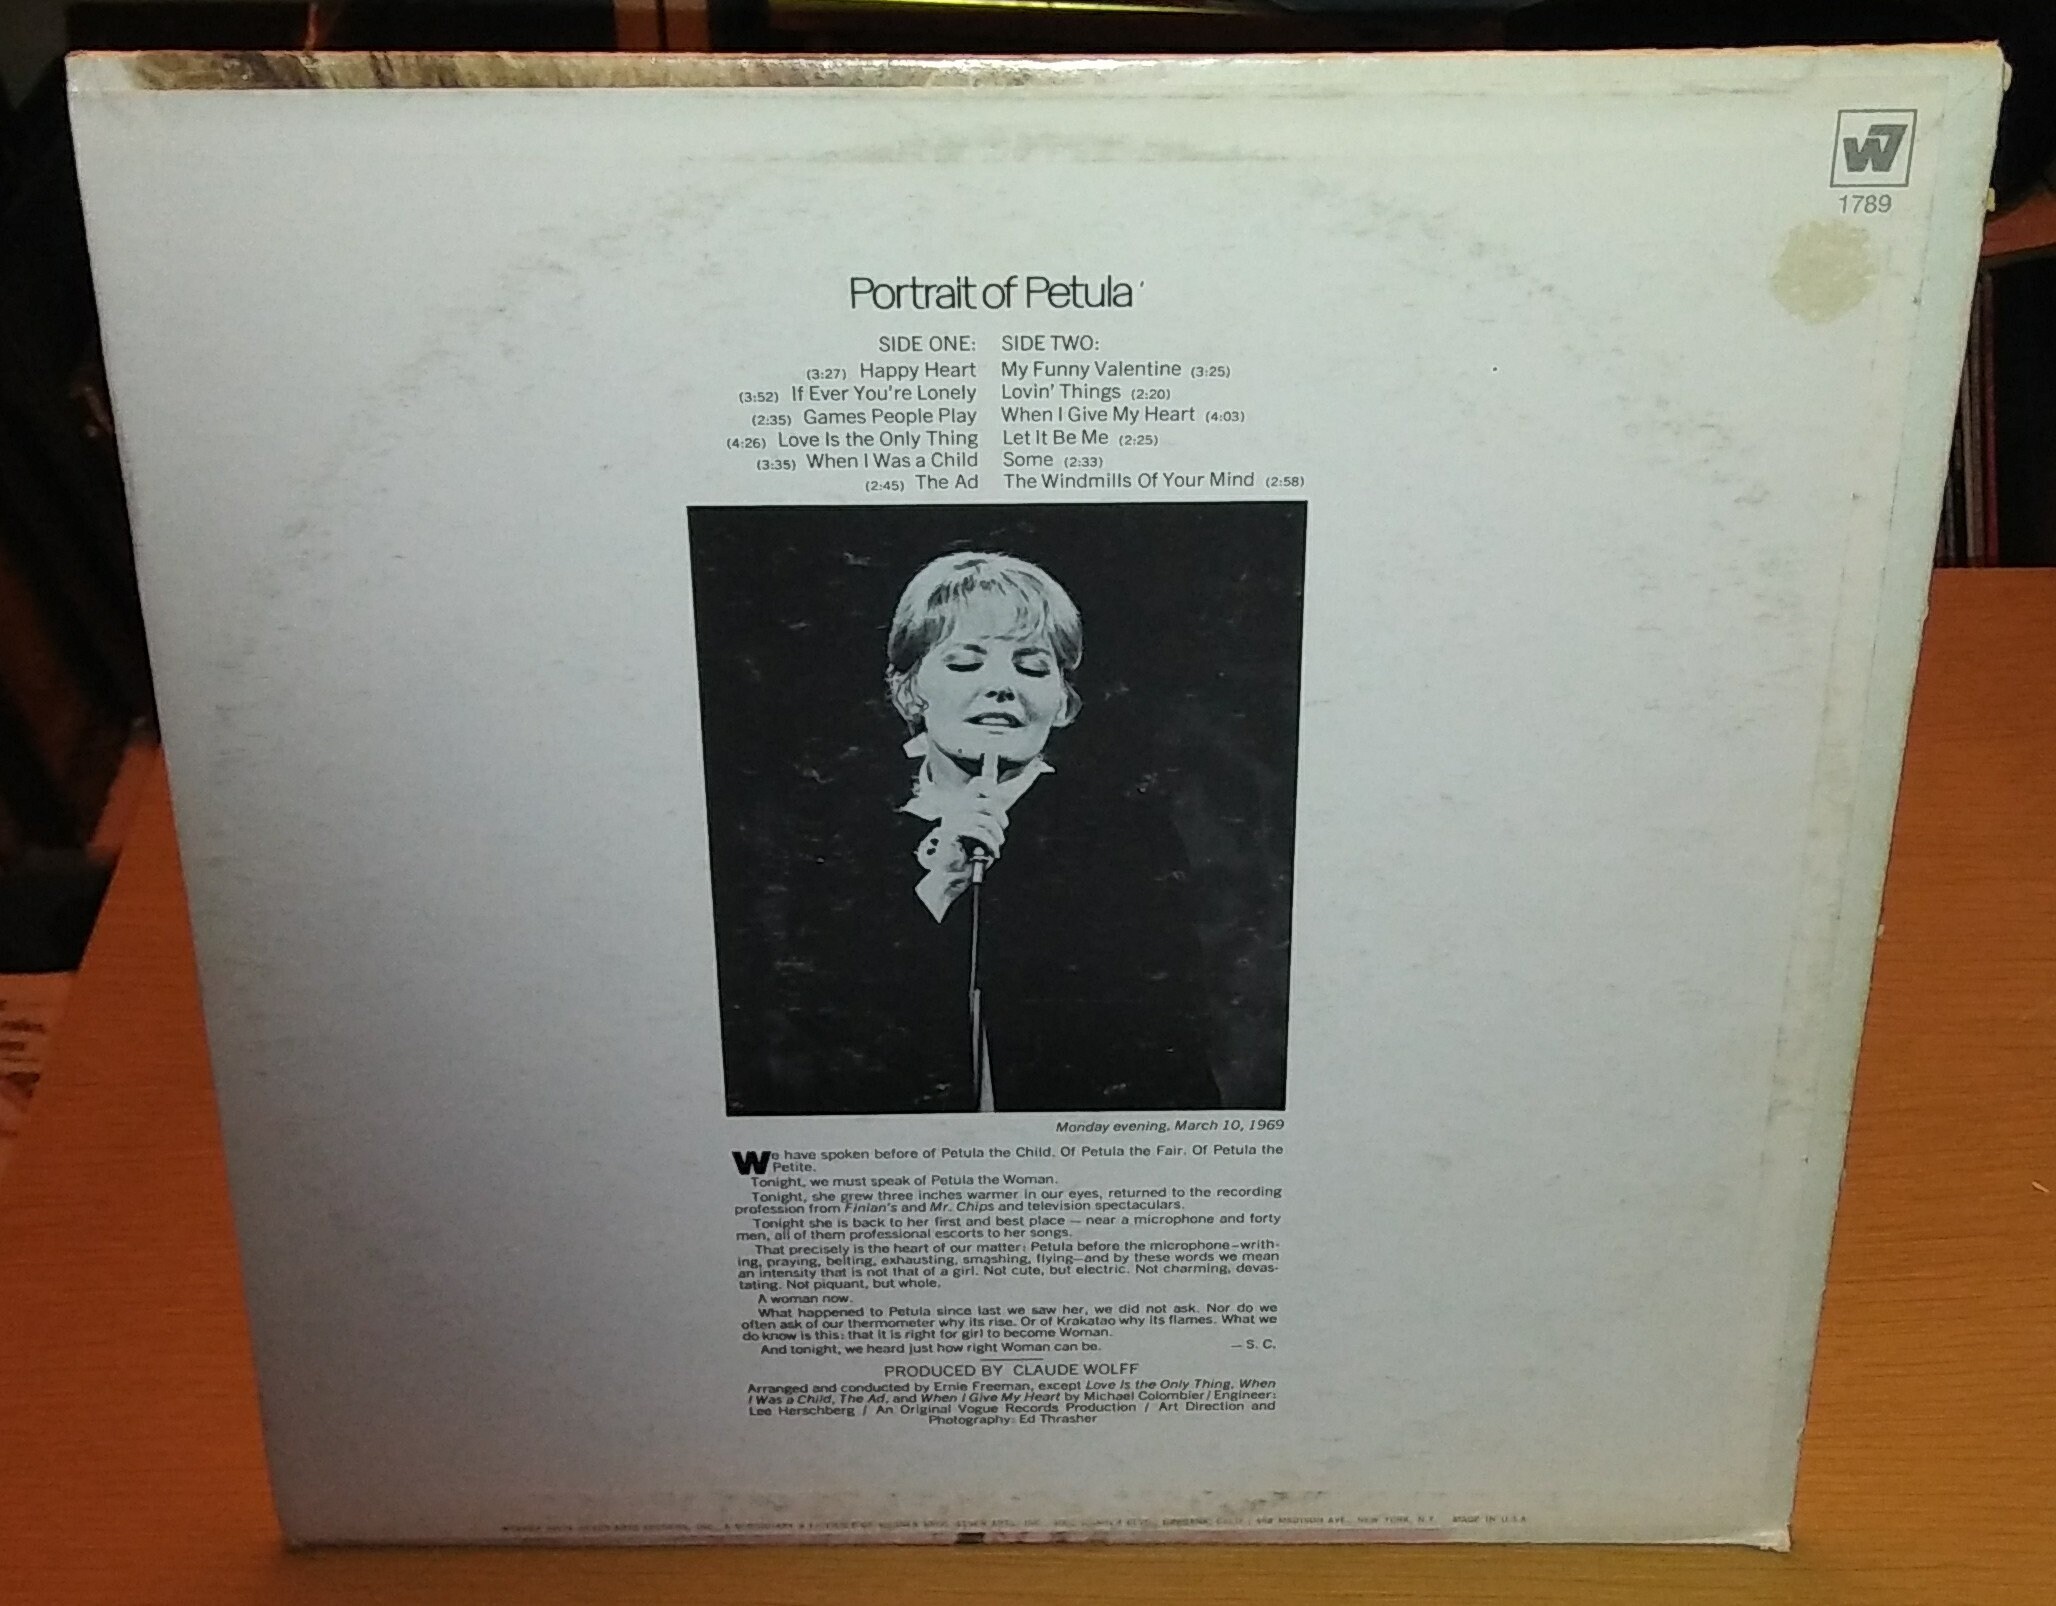 W7
1789
Portrait of Petula
SIDE ONE:
(3:27) Happy Heart
(3:52) If Ever You're Lonely
(2:35) Games People Play
(4:26) Love Is the Only Thing
(3:35) When I Was a Child
(2:45) The Ad
SIDE TWO:
My Funny Valentine (3:25)
Lovin' Things (2:20)
When I Give My Heart (4:03)
Let It Be Me (2:25)
Some (2:33)
The Windmills Of Your Mind (2:58)
Monday evening, March 10, 1969
We have spoken before of Petula the Child. Of Petula the Fair. Of Petula the
Petite.
Tonight, we must speak of Petula the Woman.
Tonight, she grew three inches warmer in our eyes, returned to the recording
profession from Finian's and Mr. Chips and television spectaculars.
Tonight she is back to her first and best place — near a microphone and forty
men, all of them professional escorts to her songs.
That precisely is the heart of our matter: Petula before the microphone—writh-
ing, praying, belting, exhausting, smashing, flying—and by these words we mean
an intensity that is not that of a girl. Not cute, but electric. Not charming, devas-
tating. Not piquant, but whole.
A woman now.
What happened to Petula since last we saw her, we did not ask. Nor do we
often ask of our thermometer why its rise. Or of Krakatao why its flames. What we
do know is this: that it is right for girl to become Woman.
And tonight, we heard just how right Woman can be. — S. C.
PRODUCED BY CLAUDE WOLFF
Arranged and conducted by Ernie Freeman, except Love Is the Only Thing, When
I Was a Child, The Ad, and When I Give My Heart by Michael Colombier / Engineer:
Lee Herschberg / An Original Vogue Records Production / Art Direction and
Photography: Ed Thrasher
MADISON AVE., NEW YORK, N.Y. MADE IN U.S.A.